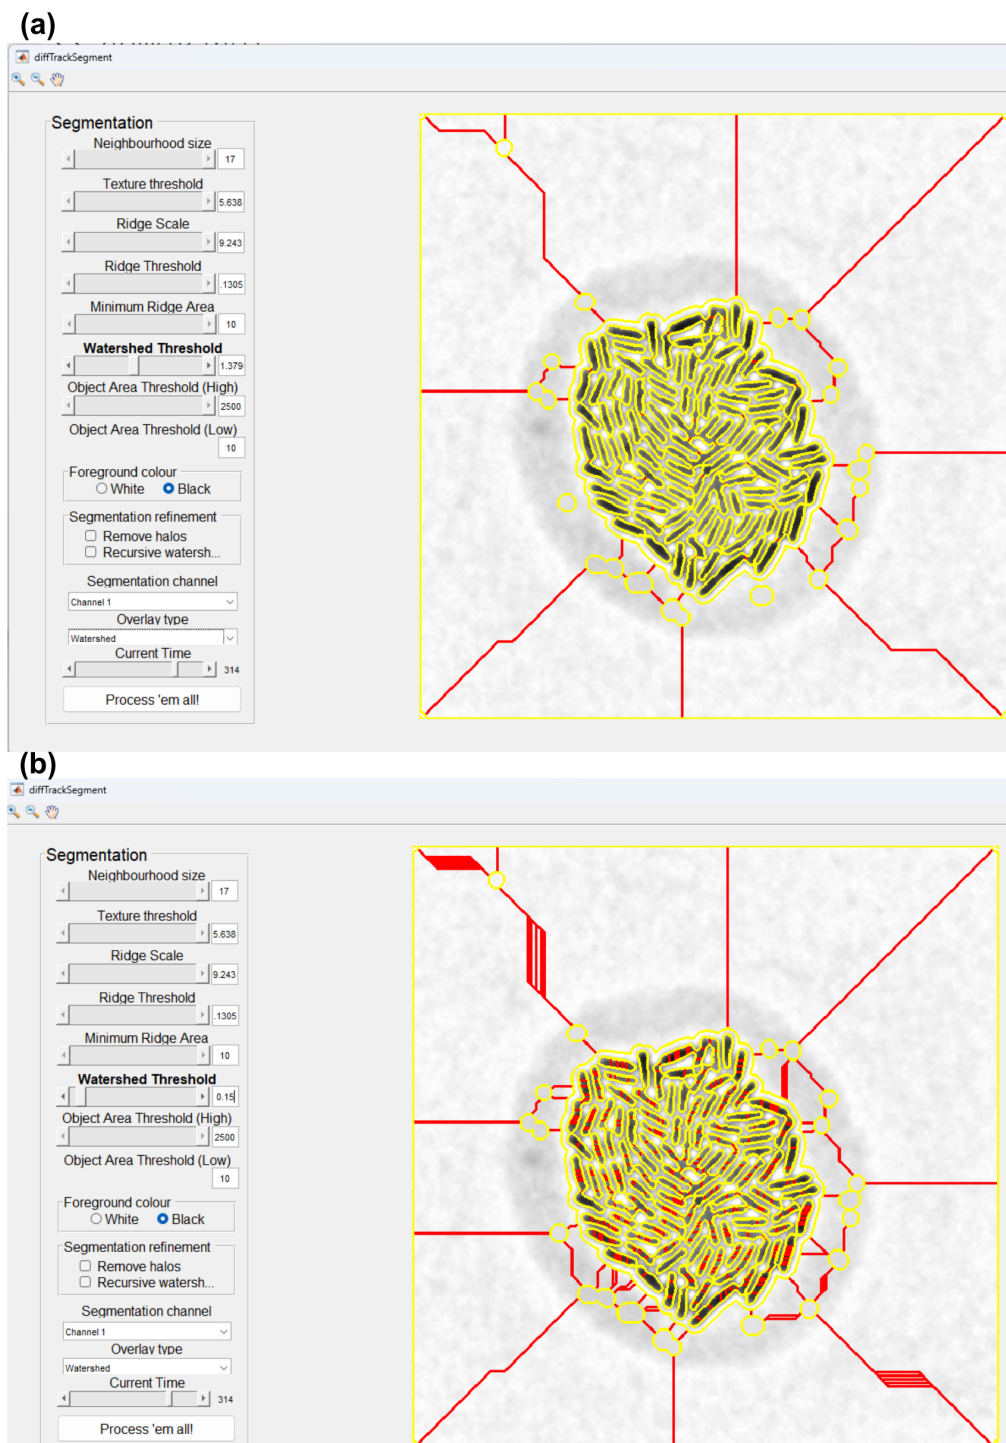 (a)
diffTrackSegment
Segmentation
Neighbourhood size
17
Texture threshold
5.638
Ridge Scale
9.243
Ridge Threshold
.1305
Minimum Ridge Area
10
Watershed Threshold
1.379
Object Area Threshold (High)
2500
Object Area Threshold (Low)
10
Foreground colour
White Black
Segmentation refinement
Remove halos
Recursive watersh...
Segmentation channel
Channel 1
Overlay type
Watershed
Current Time
314
Process 'em all!
(b)
diffTrackSegment
Segmentation
Neighbourhood size
17
Texture threshold
5.638
Ridge Scale
9.243
Ridge Threshold
.1305
Minimum Ridge Area
10
Watershed Threshold
0.15
Object Area Threshold (High)
2500
Object Area Threshold (Low)
10
Foreground colour
White Black
Segmentation refinement
Remove halos
Recursive watersh...
Segmentation channel
Channel 1
Overlay type
Watershed
Current Time
314
Process 'em all!